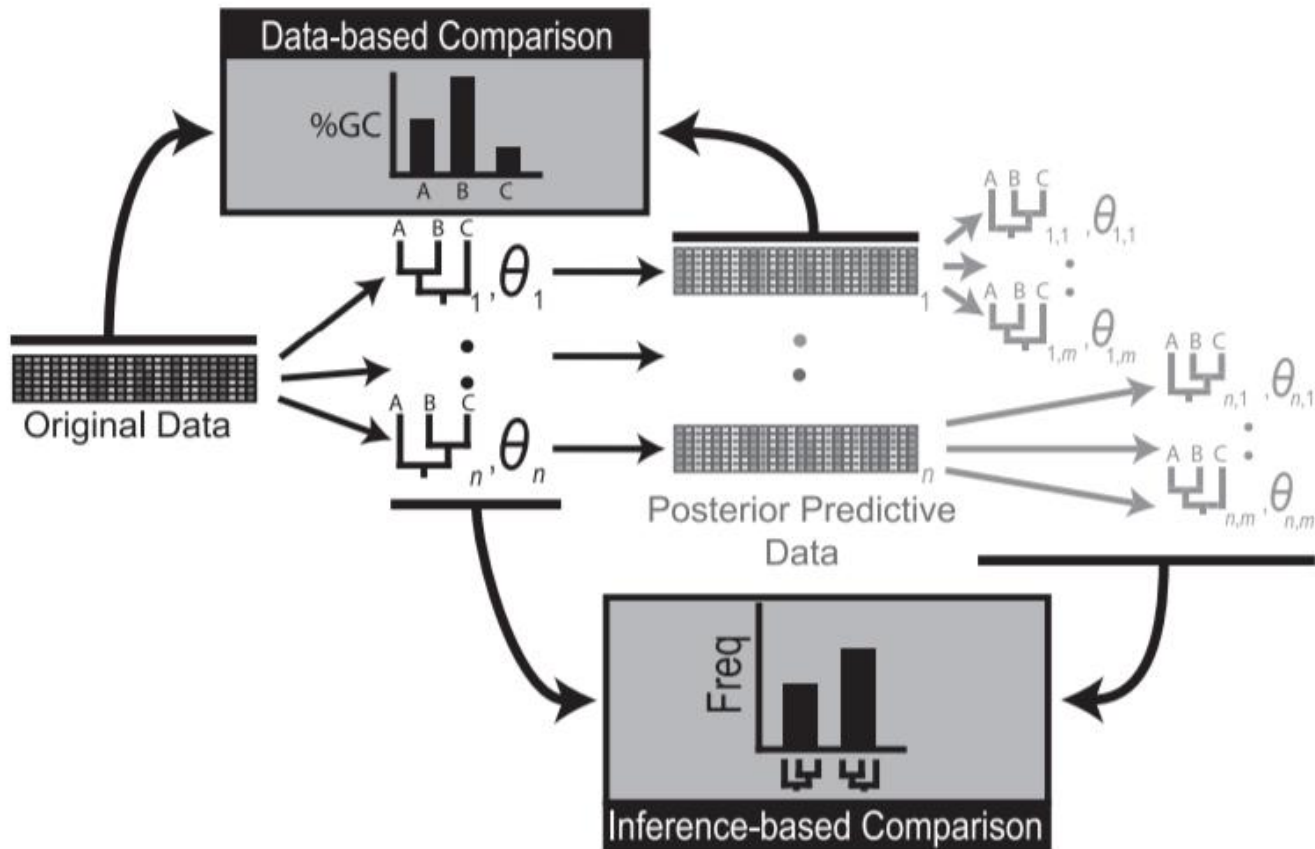 Data-based Comparison
%GC
A B C
A B C
1, θ1
A B C
n, θn
Original Data
1
n
Posterior Predictive
Data
A B C
1,1, θ1,1
A B C
1,m, θ1,m
A B C
n,1, θn,1
A B C
n,m, θn,m
Freq
Inference-based Comparison